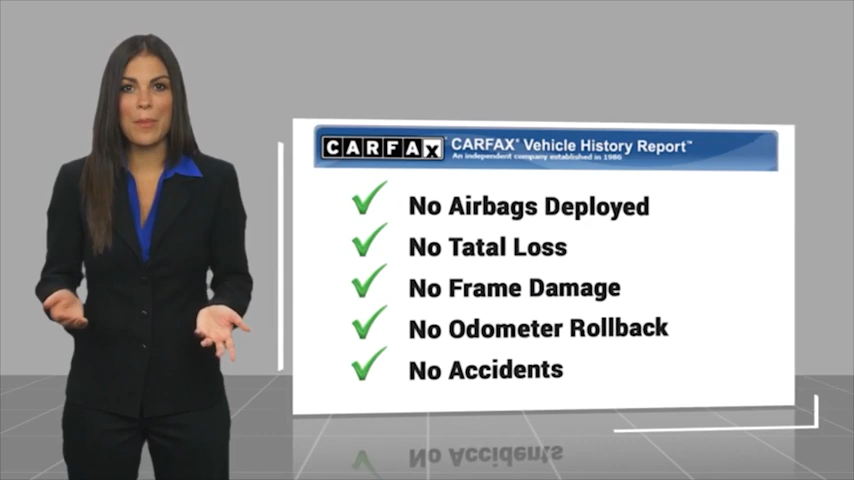 CARFAX CARFAX® Vehicle History Report™
An independent company established in 1986
No Airbags Deployed
No Tatal Loss
No Frame Damage
No Odometer Rollback
No Accidents
No Accidents